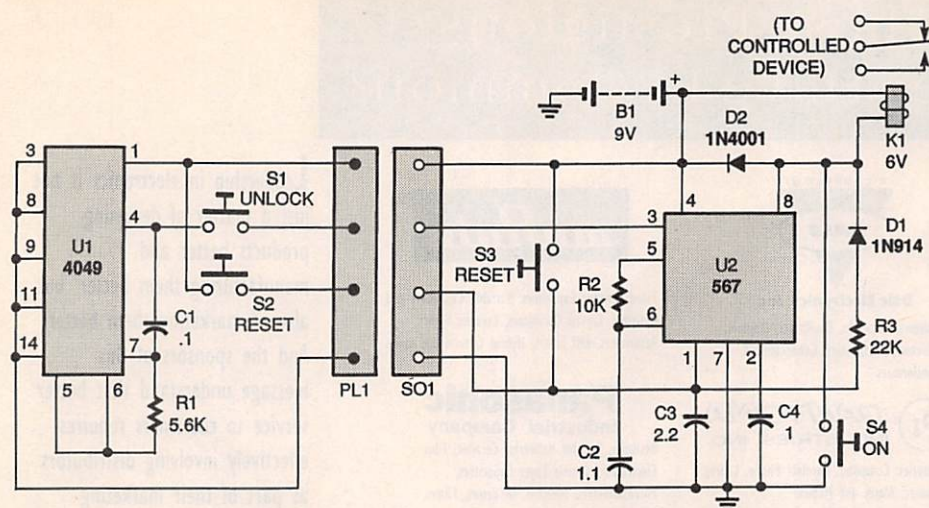 (TO
CONTROLLED
DEVICE)
+
B1
9V
D2
1N4001
K1
6V
3
1
S1
UNLOCK
4
8
8
4
3
9
U1
4049
5
U2
567
D1
1N914
S3
RESET
S2
RESET
R2
10K
11
6
C1
.1
14
7
1
7
2
R3
22K
5
6
PL1
SO1
R1
5.6K
C3
2.2
C4
1
S4
ON
C2
1.1